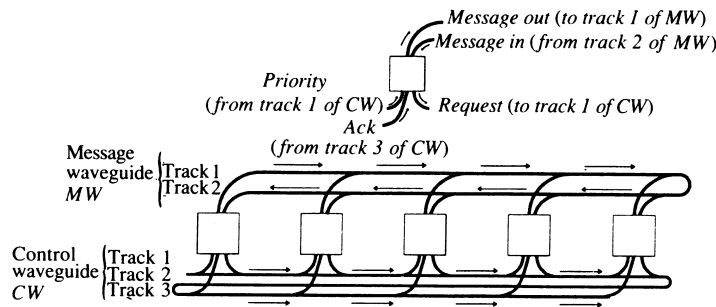 Message out (to track 1 of MW)
Message in (from track 2 of MW)
Priority
(from track 1 of CW)
Request (to track 1 of CW)
Ack
(from track 3 of CW)
Message
waveguide
MW
Track 1
Track 2
Control
waveguide
CW
Track 1
Track 2
Track 3